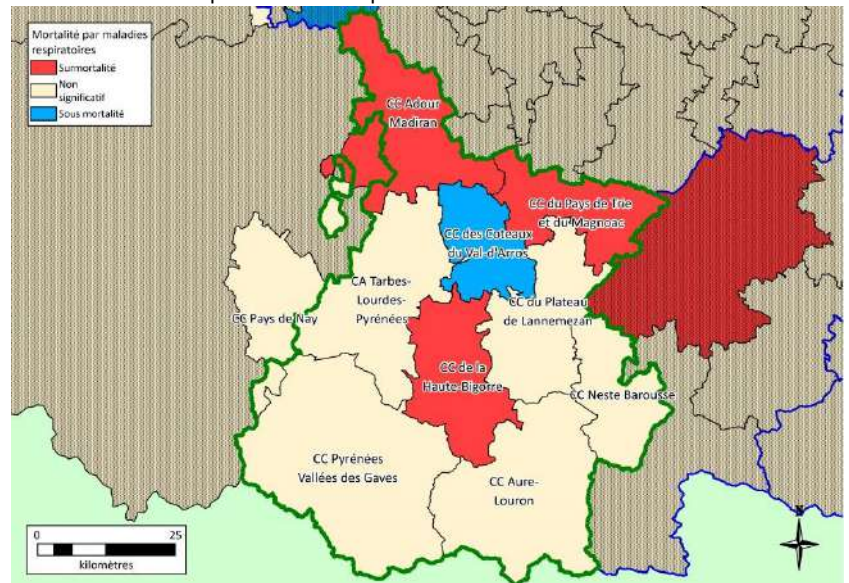 Mortalité par maladies
respiratoires
Surmortalité
Non
significatif
Sous mortalité
CC Adour
Madiran
CC du Pays de Trie
et du Magnoac
CC des Coteaux
du Val-d'Arros
CA Tarbes-
Lourdes-
Pyrénées
CC du Plateau
de Lannemezan
CC Pays de Nay
CC de la
Haute-Bigorre
CC Neste Barousse
CC Pyrénées
Vallées des Gaves
CC Aure-
Louron
0 25
kilomètres
N